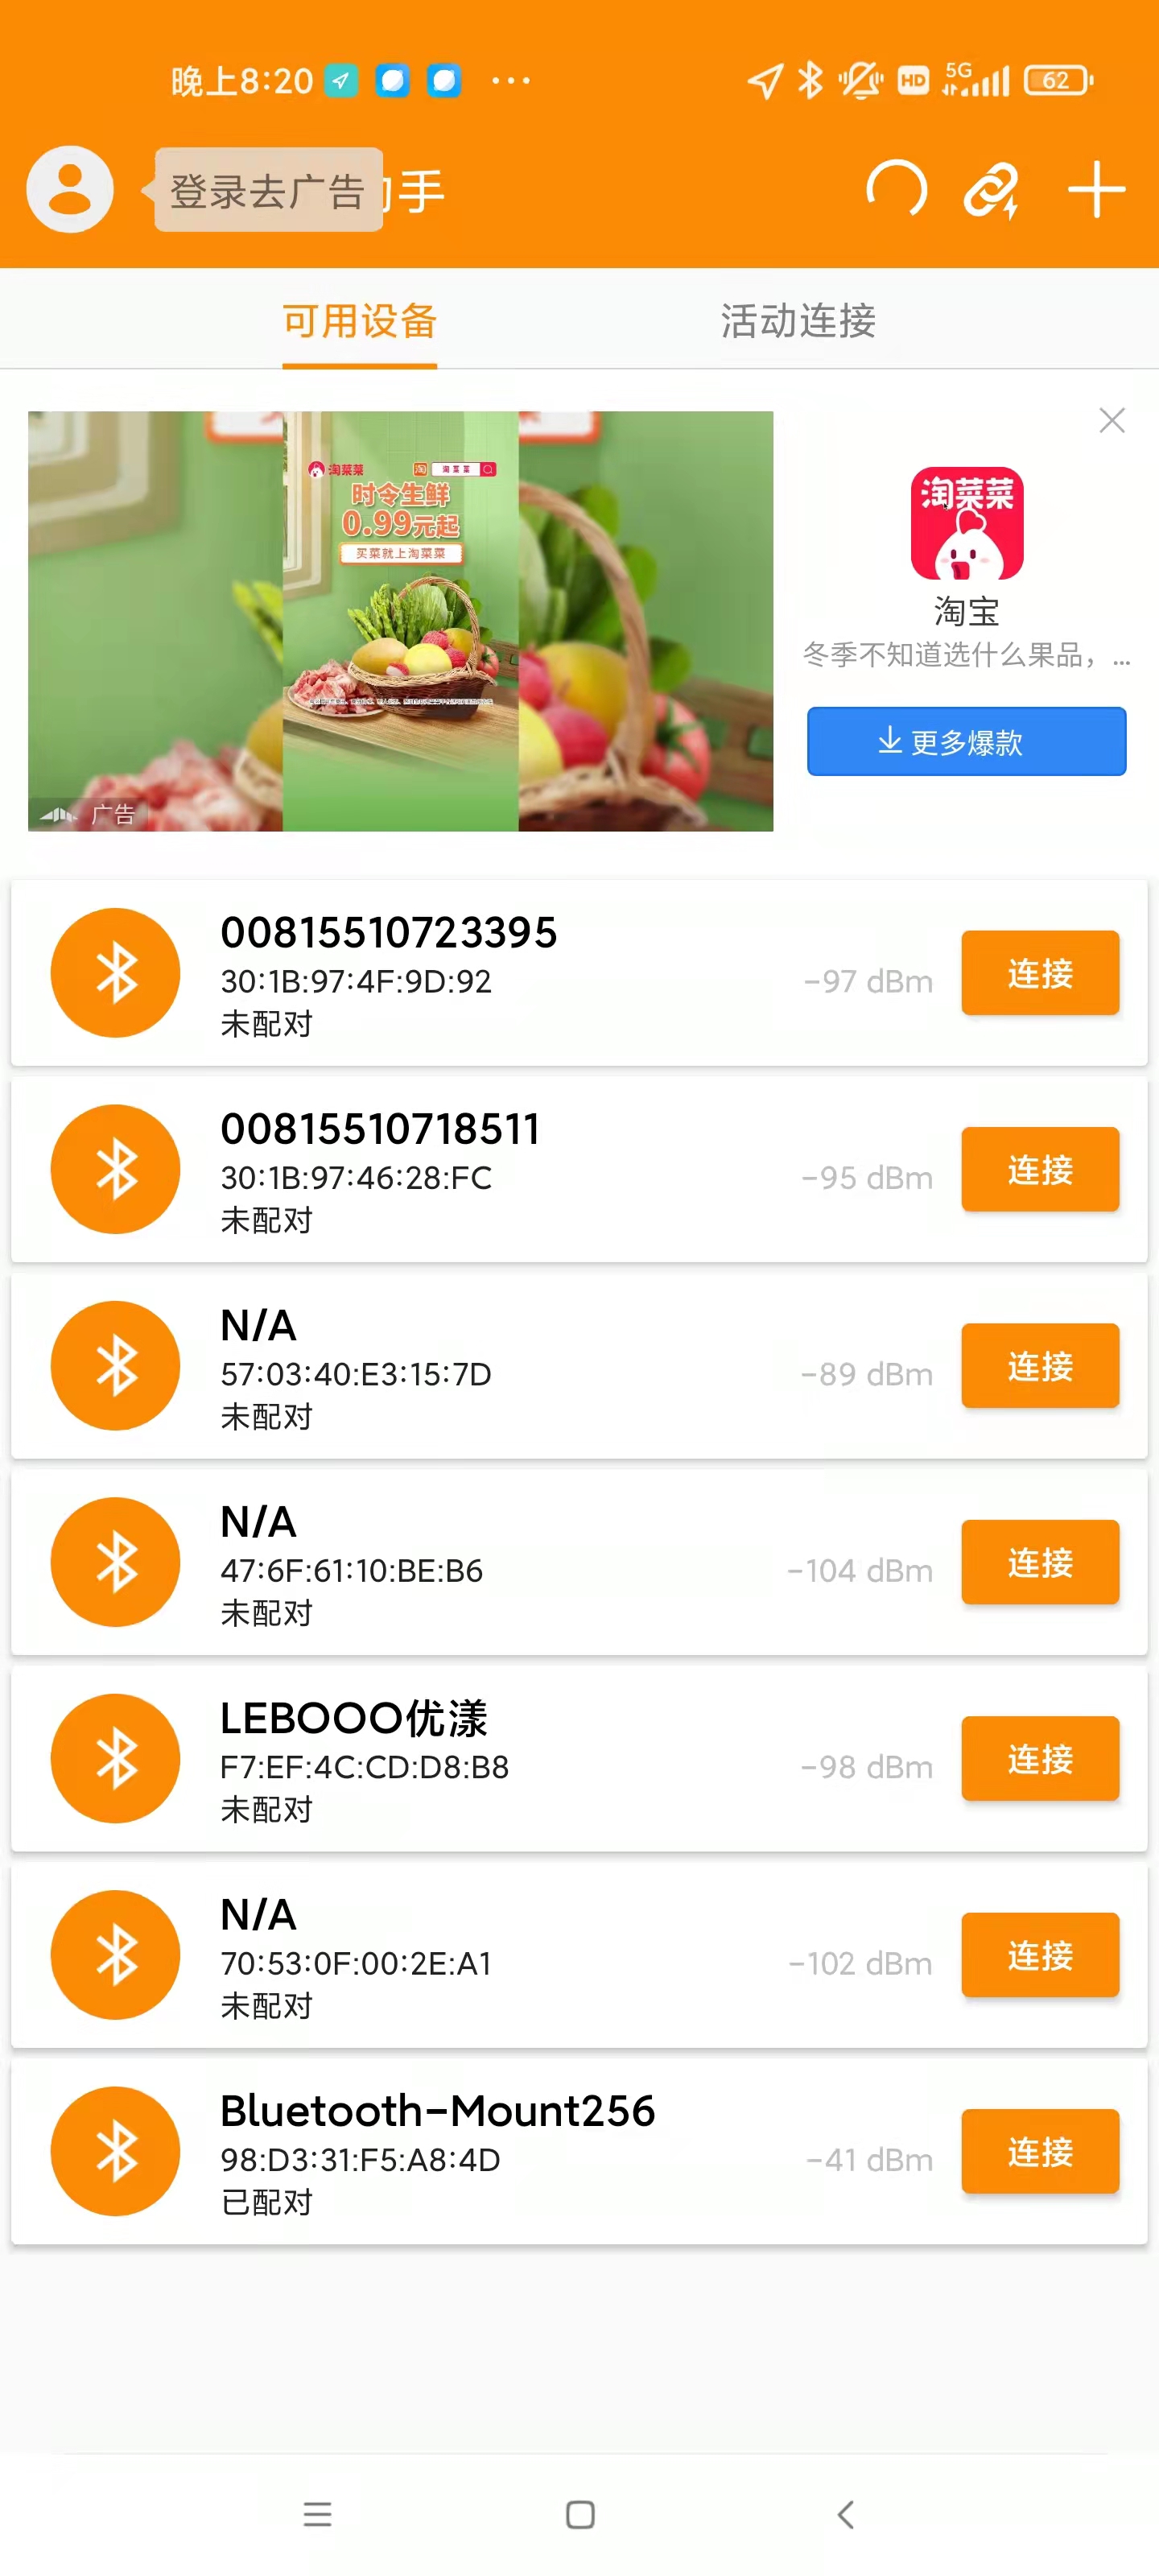 晚上8:20
HD
5G
62
登录去广告
手
可用设备
活动连接
淘菜菜
淘
淘菜菜
时令生鲜
0.99元起
买菜就上淘菜菜
广告
淘菜菜
淘宝
冬季不知道选什么果品，...
更多爆款
00815510723395
30:1B:97:4F:9D:92
未配对
-97 dBm
连接
00815510718511
30:1B:97:46:28:FC
未配对
-95 dBm
连接
N/A
57:03:40:E3:15:7D
未配对
-89 dBm
连接
N/A
47:6F:61:10:BE:B6
未配对
-104 dBm
连接
LEBOOO优漾
F7:EF:4C:CD:D8:B8
未配对
-98 dBm
连接
N/A
70:53:0F:00:2E:A1
未配对
-102 dBm
连接
Bluetooth-Mount256
98:D3:31:F5:A8:4D
已配对
-41 dBm
连接